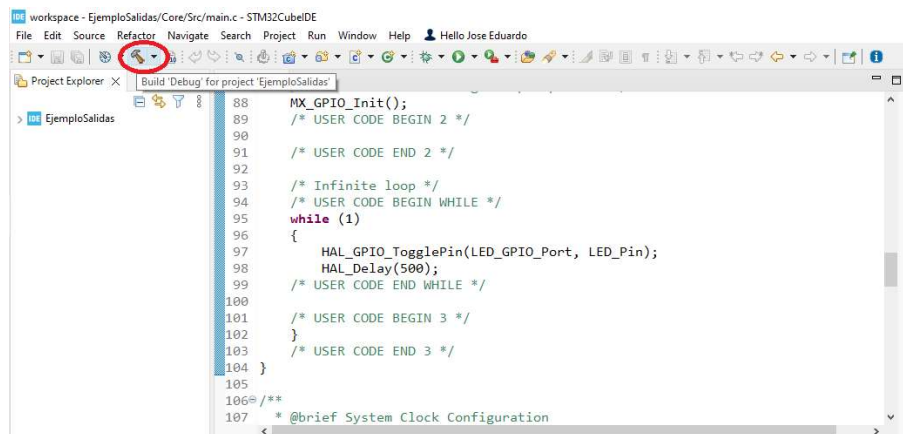 IDE workspace - EjemploSalidas/Core/Src/main.c - STM32CubeIDE
File Edit Source Refactor Navigate Search Project Run Window Help Hello Jose Eduardo
Project Explorer
Build 'Debug' for project 'EjemploSalidas'
IDE EjemploSalidas
88 MX_GPIO_Init();
89 /* USER CODE BEGIN 2 */
90
91 /* USER CODE END 2 */
92
93 /* Infinite loop */
94 /* USER CODE BEGIN WHILE */
95 while (1)
96 {
97 HAL_GPIO_TogglePin(LED_GPIO_Port, LED_Pin);
98 HAL_Delay(500);
99 /* USER CODE END WHILE */
100
101 /* USER CODE BEGIN 3 */
102 }
103 /* USER CODE END 3 */
104 }
105
106 /**
107 * @brief System Clock Configuration